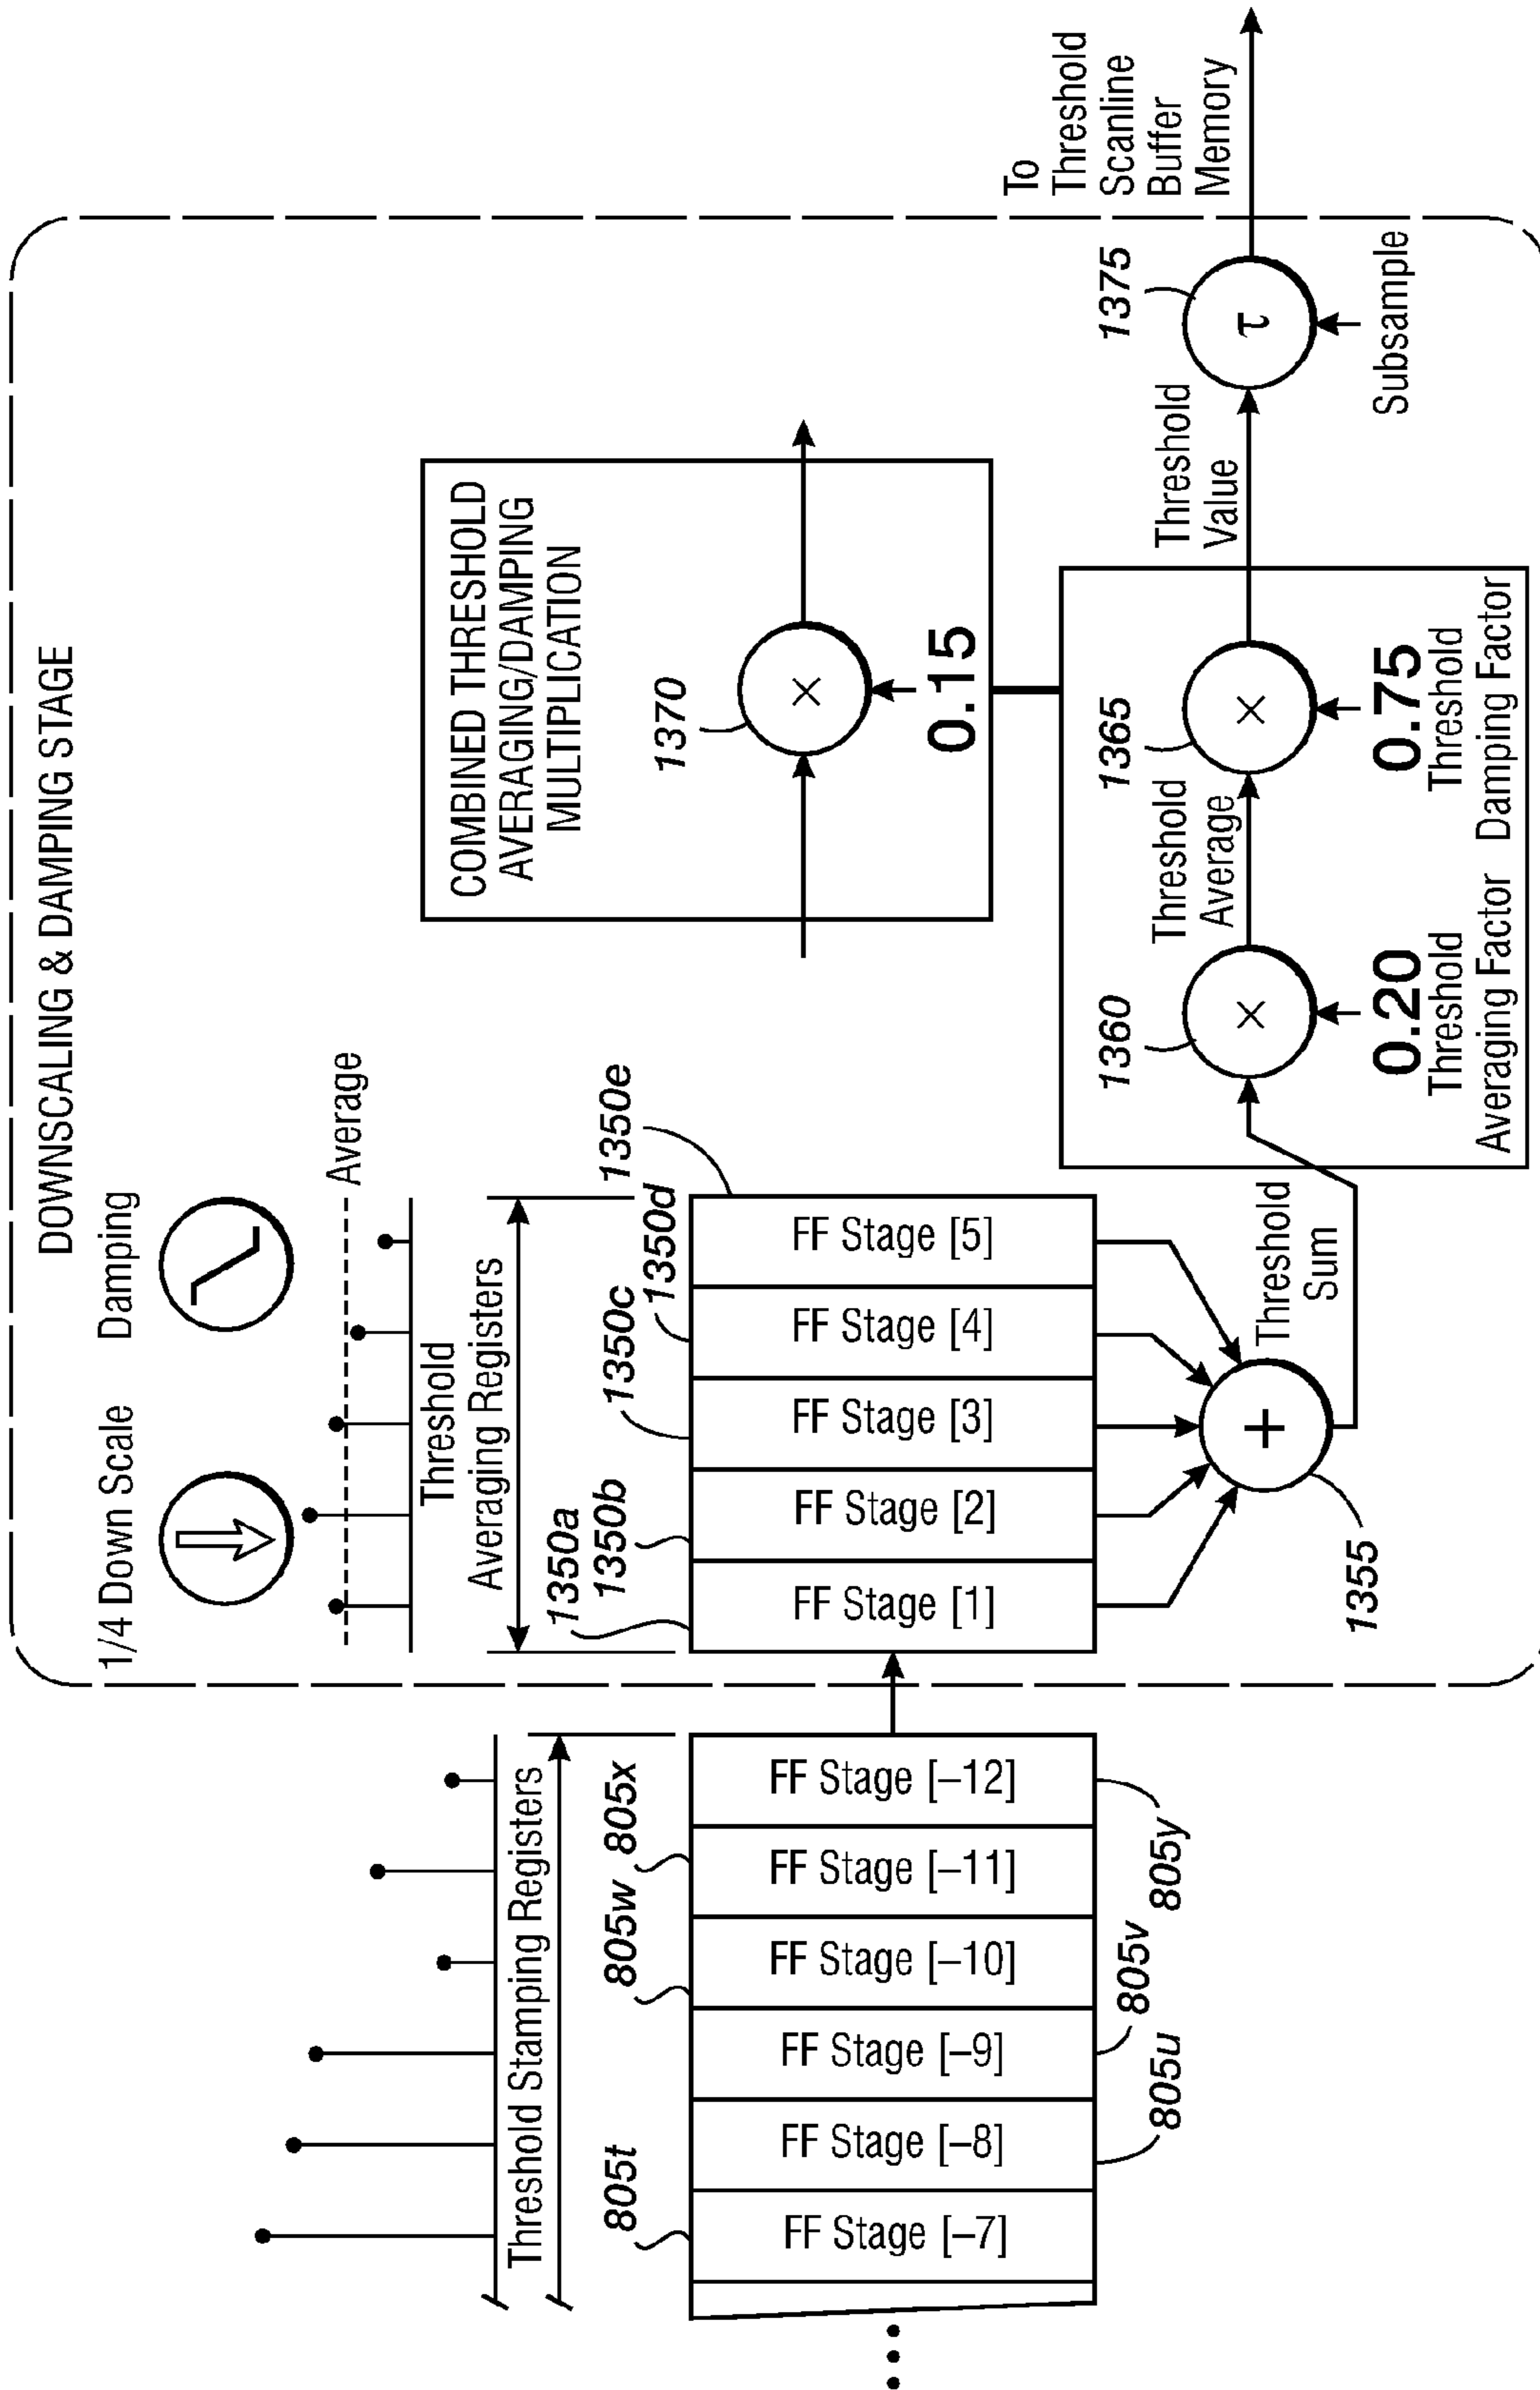 DOWNSCALING & DAMPING STAGE
1/4 Down Scale
Damping
Average
Threshold
Averaging Registers
1350a
1350b
1350c
1350d
1350e
FF Stage [1]
FF Stage [2]
FF Stage [3]
FF Stage [4]
FF Stage [5]
+
1355
Threshold
Sum
Threshold Stamping Registers
805t
805w
805x
FF Stage [–7]
FF Stage [–8]
FF Stage [–9]
FF Stage [–10]
FF Stage [–11]
FF Stage [–12]
805u
805v
805y
COMBINED THRESHOLD
AVERAGING/DAMPING
MULTIPLICATION
1370
×
0.15
1360
×
0.20
Threshold
Averaging Factor
Threshold
Average
1365
×
0.75
Threshold
Damping Factor
Threshold
Value
1375
τ
Subsample
To
Threshold
Scanline
Buffer
Memory